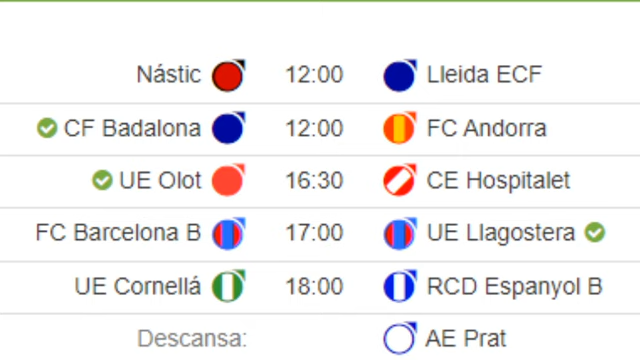 Nástic 12:00 Lleida ECF
CF Badalona 12:00 FC Andorra
UE Olot 16:30 CE Hospitalet
FC Barcelona B 17:00 UE Llagostera
UE Cornellá 18:00 RCD Espanyol B
Descansa: AE Prat